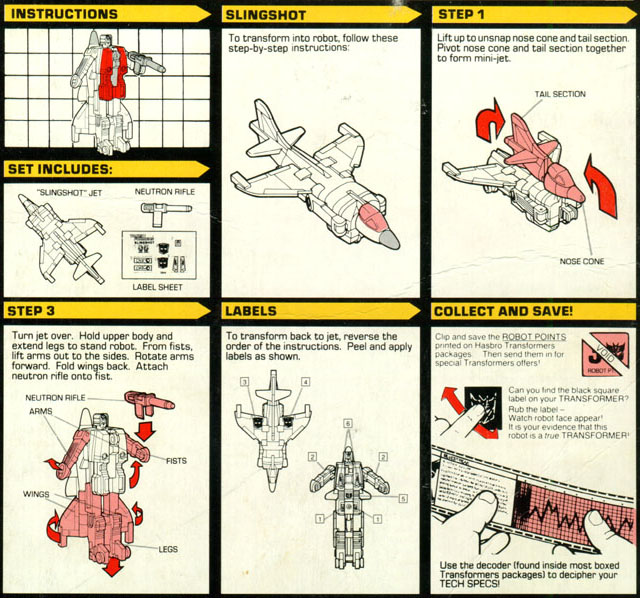 INSTRUCTIONS
SLINGSHOT
To transform into robot, follow these
step-by-step instructions:
STEP 1
Lift up to unsnap nose cone and tail section.
Pivot nose cone and tail section together
to form mini-jet.
TAIL SECTION
NOSE CONE
SET INCLUDES:
"SLINGSHOT" JET
NEUTRON RIFLE
SLINGSHOT
LABEL SHEET
STEP 3
Turn jet over. Hold upper body and
extend legs to stand robot. From fists,
lift arms out to the sides. Rotate arms
forward. Fold wings back. Attach
neutron rifle onto fist.
NEUTRON RIFLE
ARMS
FISTS
WINGS
LEGS
LABELS
To transform back to jet, reverse the
order of the instructions. Peel and apply
labels as shown.
3
4
6
2
2
5
1
1
COLLECT AND SAVE!
Clip and save the ROBOT POINTS
printed on Hasbro Transformers
packages. Then send them in for
special Transformers offers!
VOID
ROBOT PT
Can you find the black square
label on your TRANSFORMER?
Rub the label –
Watch robot face appear!
It is your evidence that this
robot is a true TRANSFORMER!
Use the decoder (found inside most boxed
Transformers packages) to decipher your
TECH SPECS!